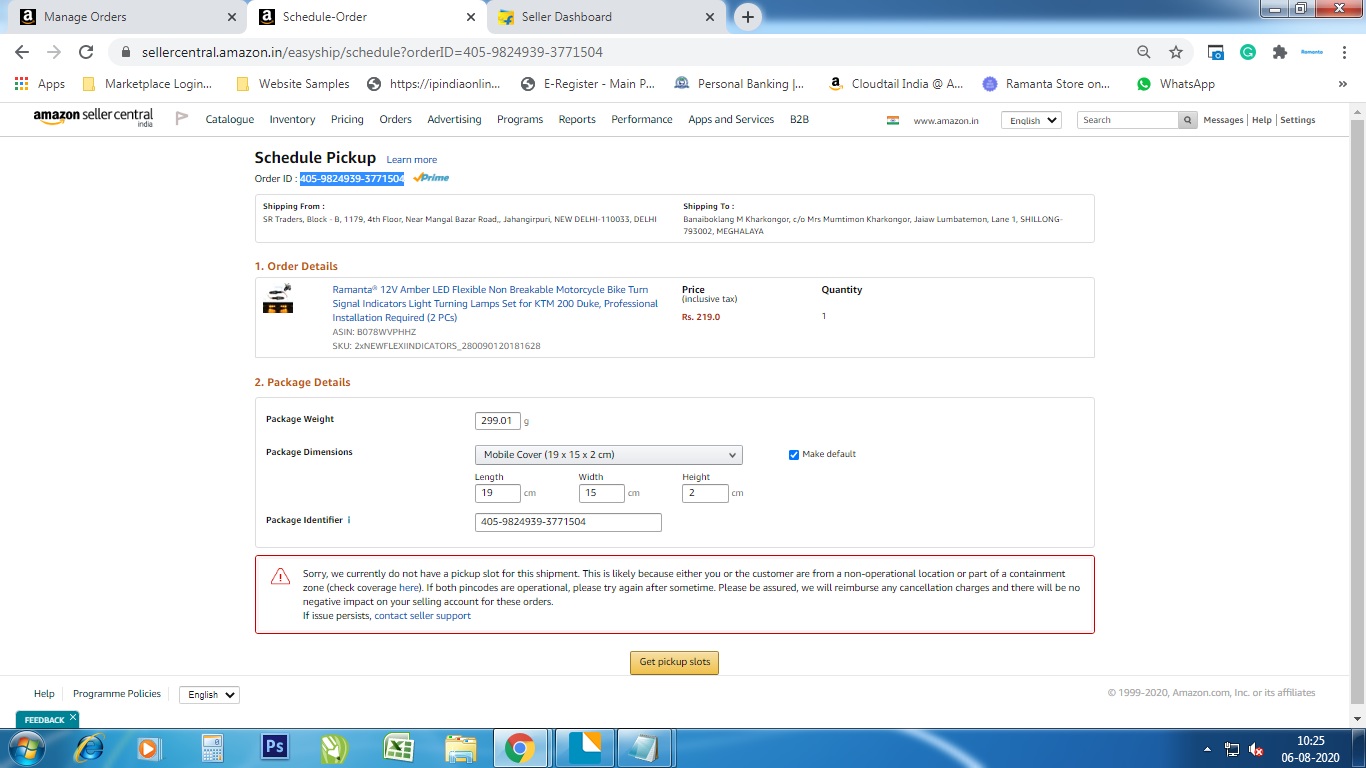 Manage Orders
Schedule-Order
Seller Dashboard
sellercentral.amazon.in/easyship/schedule?orderID=405-9824939-3771504
Apps
Marketplace Login...
Website Samples
https://ipindiaonlin...
E-Register - Main P...
Personal Banking |...
Cloudtail India @ A...
Ramanta Store on...
WhatsApp
»
amazon seller central
india
Catalogue
Inventory
Pricing
Orders
Advertising
Programs
Reports
Performance
Apps and Services
B2B
www.amazon.in
English
Search
Messages | Help | Settings
Schedule Pickup Learn more
Order ID : 405-9824939-3771504 Prime
Shipping From :
SR Traders, Block - B, 1179, 4th Floor, Near Mangal Bazar Road,, Jahangirpuri, NEW DELHI-110033, DELHI
Shipping To :
Banaiboklang M Kharkongor, c/o Mrs Mumtimon Kharkongor, Jaiaw Lumbatemon, Lane 1, SHILLONG-
793002, MEGHALAYA
1. Order Details
Ramanta® 12V Amber LED Flexible Non Breakable Motorcycle Bike Turn
Signal Indicators Light Turning Lamps Set for KTM 200 Duke, Professional
Installation Required (2 PCs)
ASIN: B078WVPHHZ
SKU: 2xNEWFLEXIINDICATORS_280090120181628
Price
(inclusive tax)
Rs. 219.0
Quantity
1
2. Package Details
Package Weight
299.01 g
Package Dimensions
Mobile Cover (19 x 15 x 2 cm)
Make default
Length
Width
Height
19 cm
15 cm
2 cm
Package Identifier i
405-9824939-3771504
Sorry, we currently do not have a pickup slot for this shipment. This is likely because either you or the customer are from a non-operational location or part of a containment
zone (check coverage here). If both pincodes are operational, please try again after sometime. Please be assured, we will reimburse any cancellation charges and there will be no
negative impact on your selling account for these orders.
If issue persists, contact seller support
Get pickup slots
Help
Programme Policies
English
© 1999-2020, Amazon.com, Inc. or its affiliates
FEEDBACK
Ps
10:25
06-08-2020